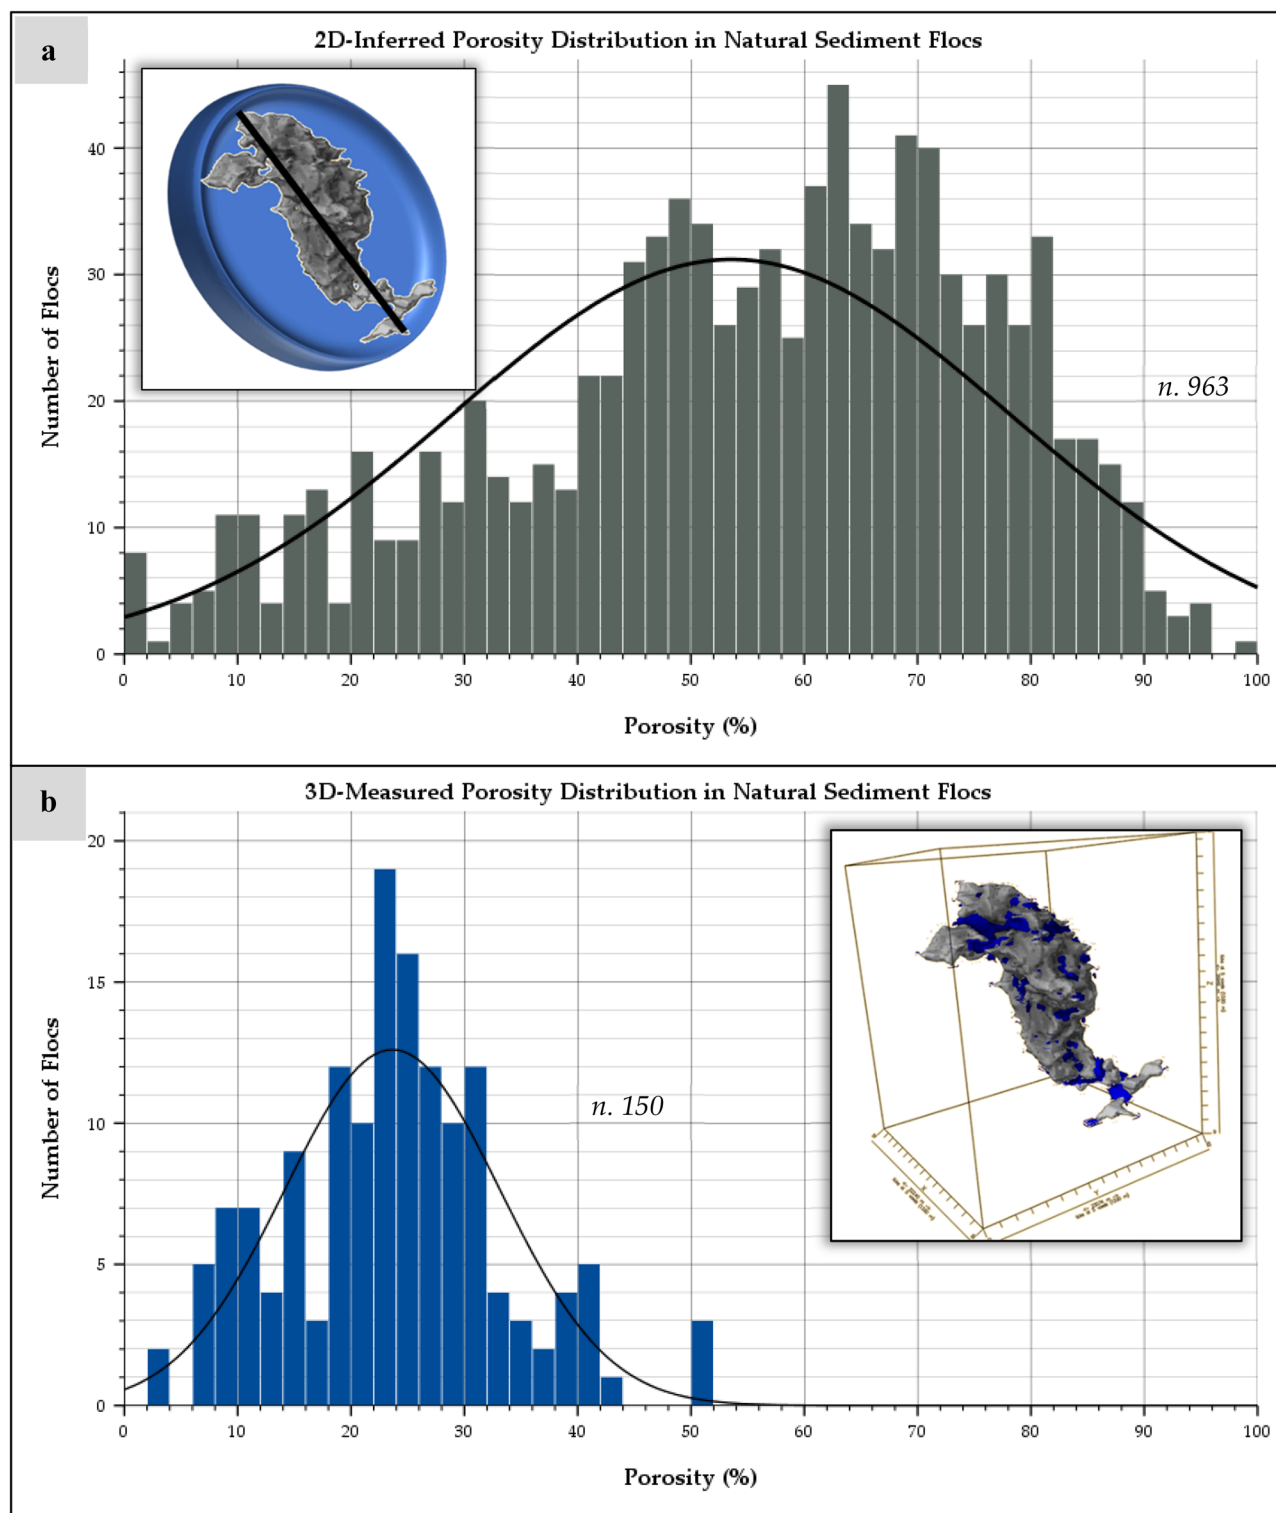 a
2D-Inferred Porosity Distribution in Natural Sediment Flocs
Number of Flocs
40
30
20
10
0
n. 963
0 10 20 30 40 50 60 70 80 90 100
Porosity (%)
b
3D-Measured Porosity Distribution in Natural Sediment Flocs
Number of Flocs
20
15
10
5
0
n. 150
Z
X
Y
0 10 20 30 40 50 60 70 80 90 100
Porosity (%)